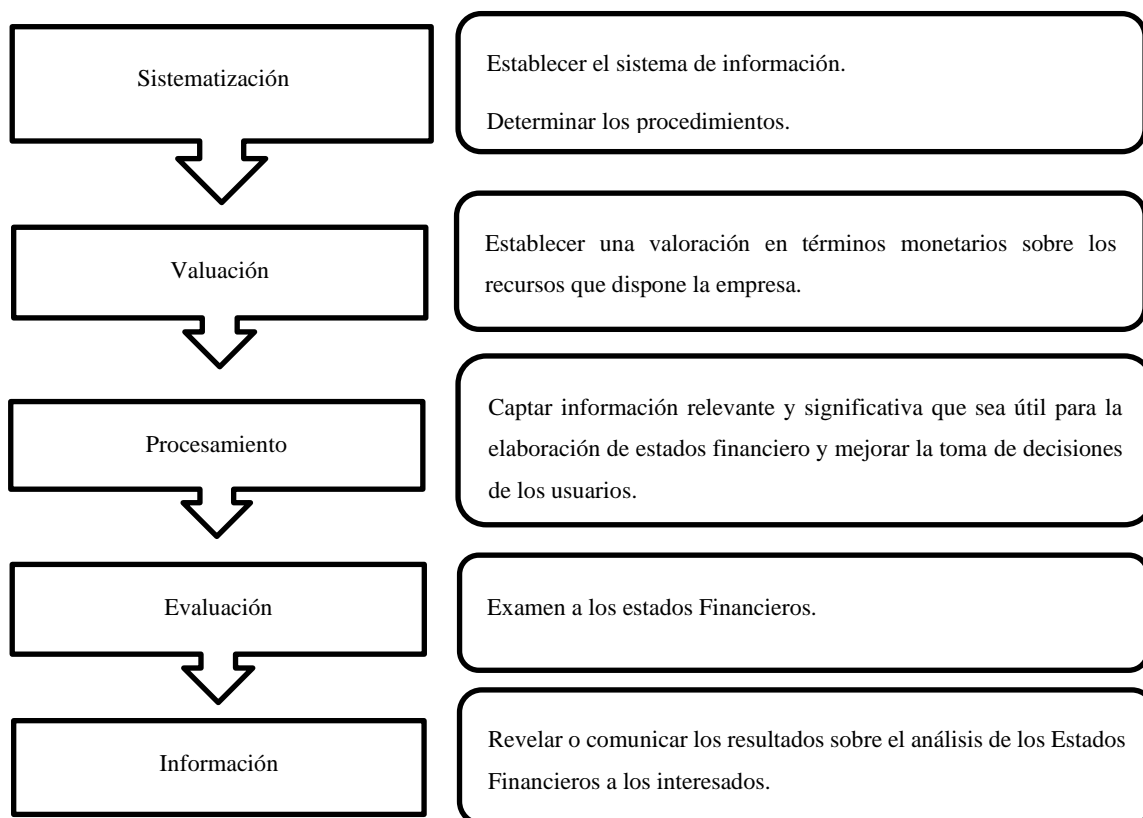 Sistematización
Establecer el sistema de información.
Determinar los procedimientos.
Valuación
Establecer una valoración en términos monetarios sobre los
recursos que dispone la empresa.
Procesamiento
Captar información relevante y significativa que sea útil para la
elaboración de estados financiero y mejorar la toma de decisiones
de los usuarios.
Evaluación
Examen a los estados Financieros.
Información
Revelar o comunicar los resultados sobre el análisis de los Estados
Financieros a los interesados.